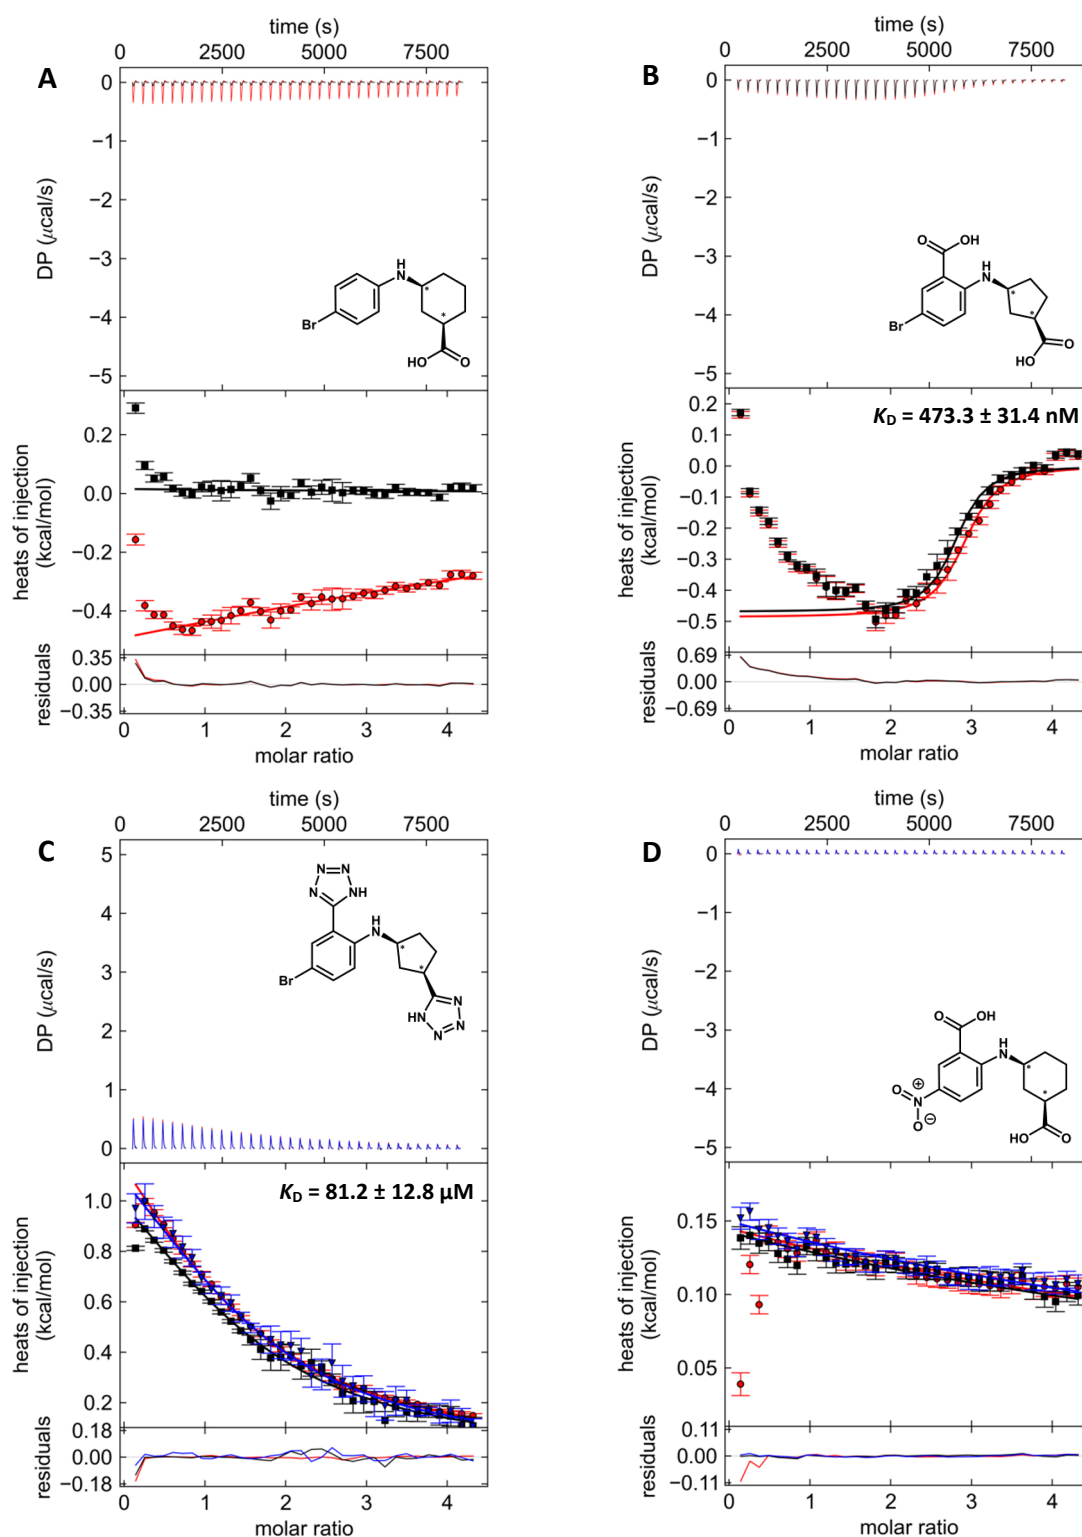 time (s)
0 2500 5000 7500
A
0
−1
−2
−3
−4
−5
DP (μcal/s)
H
N
*
*
Br
HO O
0.2
0.0
−0.2
−0.4
heats of injection
(kcal/mol)
0.35
0.00
−0.35
residuals
0 1 2 3 4
molar ratio
time (s)
0 2500 5000 7500
B
0
−1
−2
−3
−4
−5
DP (μcal/s)
O OH
H
N
*
*
Br
HO O
KD = 473.3 ± 31.4 nM
0.2
0.1
0.0
−0.1
−0.2
−0.3
−0.4
−0.5
heats of injection
(kcal/mol)
0.69
0.00
−0.69
residuals
0 1 2 3 4
molar ratio
time (s)
0 2500 5000 7500
C
5
4
3
2
1
0
DP (μcal/s)
N N
N NH
H
N
*
*
Br
HN N
N N
KD = 81.2 ± 12.8 μM
1.0
0.8
0.6
0.4
0.2
heats of injection
(kcal/mol)
0.18
0.00
−0.18
residuals
0 1 2 3 4
molar ratio
time (s)
0 2500 5000 7500
D
0
−1
−2
−3
−4
−5
DP (μcal/s)
O OH
H
N
*
*
O N ⊕
O ⊖
HO O
0.15
0.10
0.05
heats of injection
(kcal/mol)
0.11
0.00
−0.11
residuals
0 1 2 3 4
molar ratio